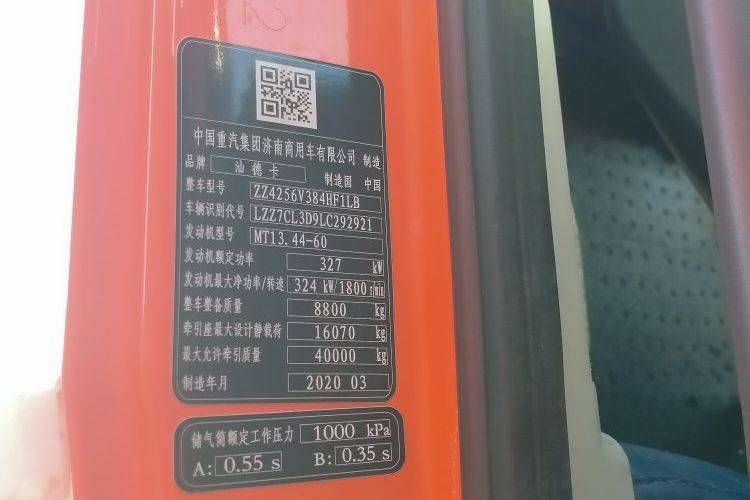 中国重汽集团济南商用车有限公司 制造
品牌 汕德卡 制造国 中国
整车型号 ZZ4256V384HF1LB
车辆识别代号 LZZ7CL3D9LC292921
发动机型号 MT13.44-60
发动机额定功率 327 kW
发动机最大净功率/转速 324 kW/1800 r/min
整车整备质量 8800 kg
牵引座最大设计静载荷 16070 kg
最大允许牵引质量 40000 kg
制造年月 2020 03
储气筒额定工作压力 1000 kPa
A: 0.55 s B: 0.35 s